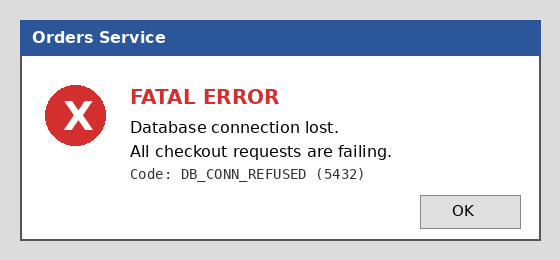 Orders Service
X
FATAL ERROR
Database connection lost.
All checkout requests are failing.
Code: DB_CONN_REFUSED (5432)
OK